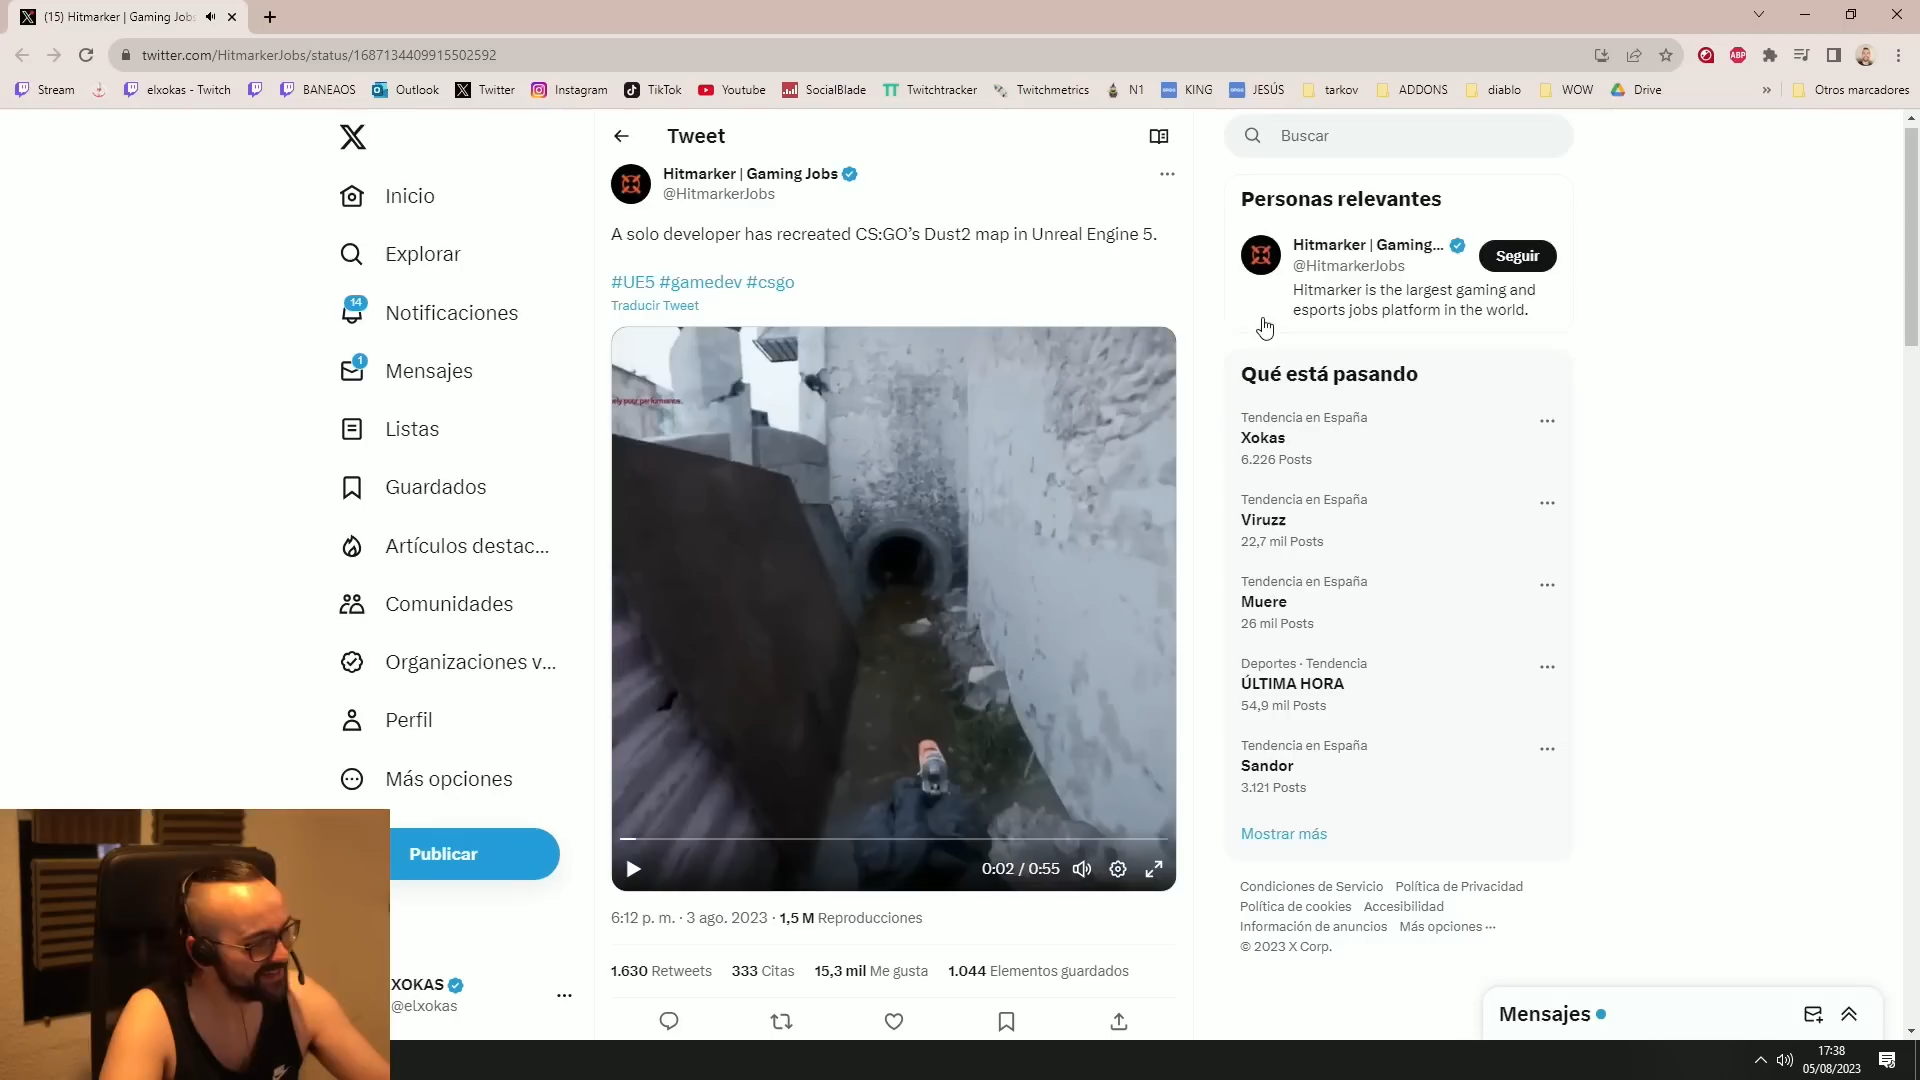 (15) Hitmarker | Gaming Job
twitter.com/HitmarkerJobs/status/1687134409915502592
Stream
elxokas - Twitch
BANEAOS
Outlook
Twitter
Instagram
TikTok
Youtube
SocialBlade
Twitchtracker
Twitchmetrics
N1
KING
JESÚS
tarkov
ADDONS
diablo
WOW
Drive
»
Otros marcadores
ABP
Inicio
Explorar
14
Notificaciones
1
Mensajes
Listas
Guardados
Artículos destac...
Comunidades
Organizaciones v...
Perfil
Más opciones
Publicar
XOKAS
@elxokas
Tweet
Hitmarker | Gaming Jobs
@HitmarkerJobs
A solo developer has recreated CS:GO’s Dust2 map in Unreal Engine 5.
#UE5 #gamedev #csgo
Traducir Tweet
ely poor performance.
0:02 / 0:55
6:12 p. m. · 3 ago. 2023 · 1,5 M Reproducciones
1.630 Retweets 333 Citas 15,3 mil Me gusta 1.044 Elementos guardados
Buscar
Personas relevantes
Hitmarker | Gaming...
@HitmarkerJobs
Seguir
Hitmarker is the largest gaming and
esports jobs platform in the world.
Qué está pasando
Tendencia en España
Xokas
6.226 Posts
Tendencia en España
Viruzz
22,7 mil Posts
Tendencia en España
Muere
26 mil Posts
Deportes · Tendencia
ÚLTIMA HORA
54,9 mil Posts
Tendencia en España
Sandor
3.121 Posts
Mostrar más
Condiciones de Servicio Política de Privacidad
Política de cookies Accesibilidad
Información de anuncios Más opciones ···
© 2023 X Corp.
Mensajes
17:38
05/08/2023